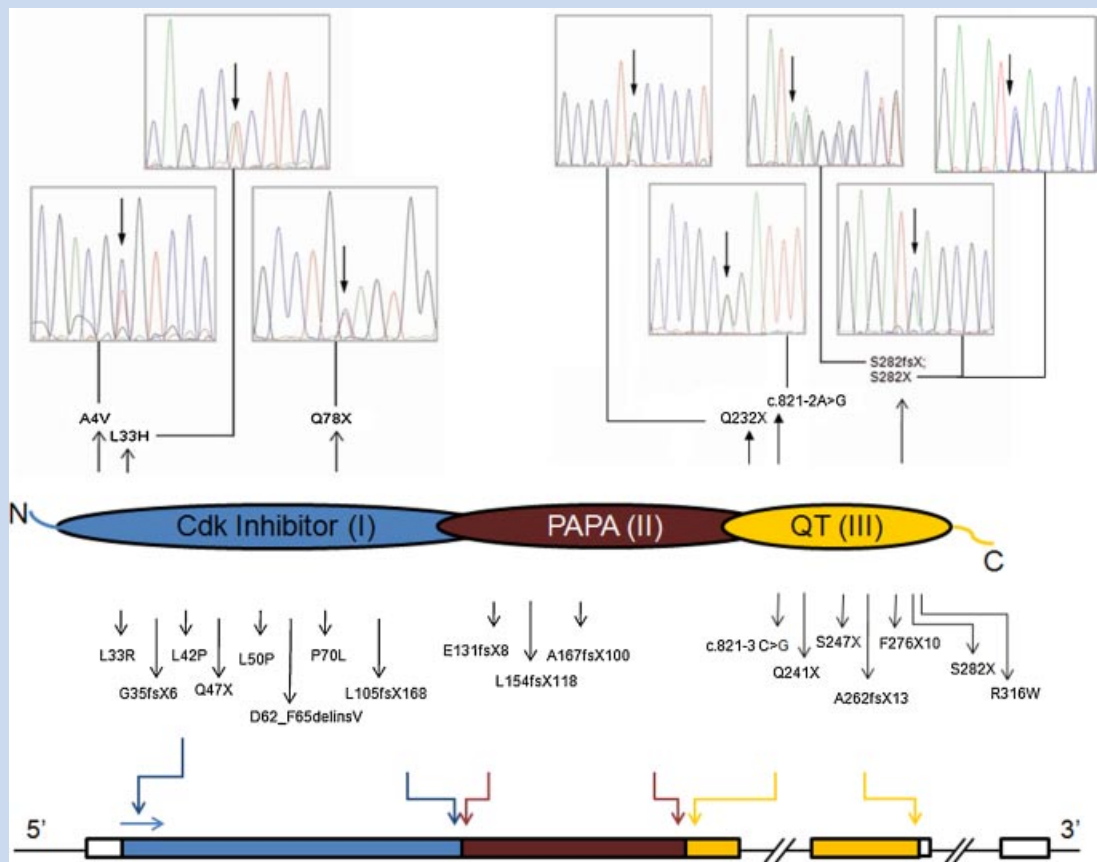 A4V
L33H
Q78X
S282fsX;
S282X
c.821-2A>G
Q232X
N
Cdk Inhibitor (I)
PAPA (II)
QT (III)
C
L33R
L42P
L50P
P70L
G35fsX6
Q47X
L105fsX168
D62_F65delinsV
E131fsX8
A167fsX100
L154fsX118
c.821-3 C>G
S247X
F276X10
Q241X
S282X
A262fsX13
R316W
5’
3’